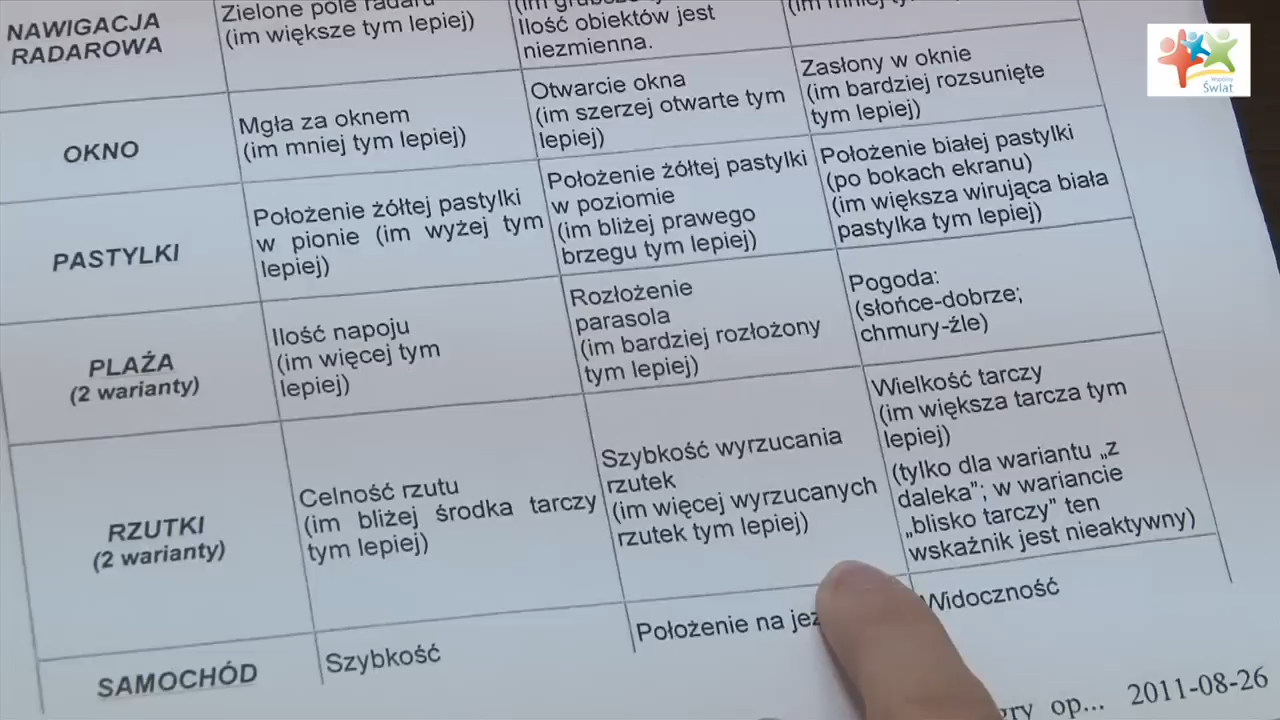 NAWIGACJA
RADAROWA
Zielone pole radaru
(im większe tym lepiej)
Ilość obiektów jest
niezmienna.
OKNO
Mgła za oknem
(im mniej tym lepiej)
Otwarcie okna
(im szerzej otwarte tym
lepiej)
Zasłony w oknie
(im bardziej rozsunięte
tym lepiej)
PASTYLKI
Położenie żółtej pastylki
w pionie (im wyżej tym
lepiej)
Położenie żółtej pastylki
w poziomie
(im bliżej prawego
brzegu tym lepiej)
Położenie białej pastylki
(po bokach ekranu)
(im większa wirująca biała
pastylka tym lepiej)
PLAŻA
(2 warianty)
Ilość napoju
(im więcej tym
lepiej)
Rozłożenie
parasola
(im bardziej rozłożony
tym lepiej)
Pogoda:
(słońce-dobrze;
chmury-źle)
RZUTKI
(2 warianty)
Celność rzutu
(im bliżej środka tarczy
tym lepiej)
Szybkość wyrzucania
rzutek
(im więcej wyrzucanych
rzutek tym lepiej)
Wielkość tarczy
(im większa tarcza tym
lepiej)
(tylko dla wariantu „z
daleka”; w wariancie
„blisko tarczy” ten
wskaźnik jest nieaktywny)
SAMOCHÓD
Szybkość
Położenie na
Widoczność
op... 2011-08-26
Wspólny
Świat